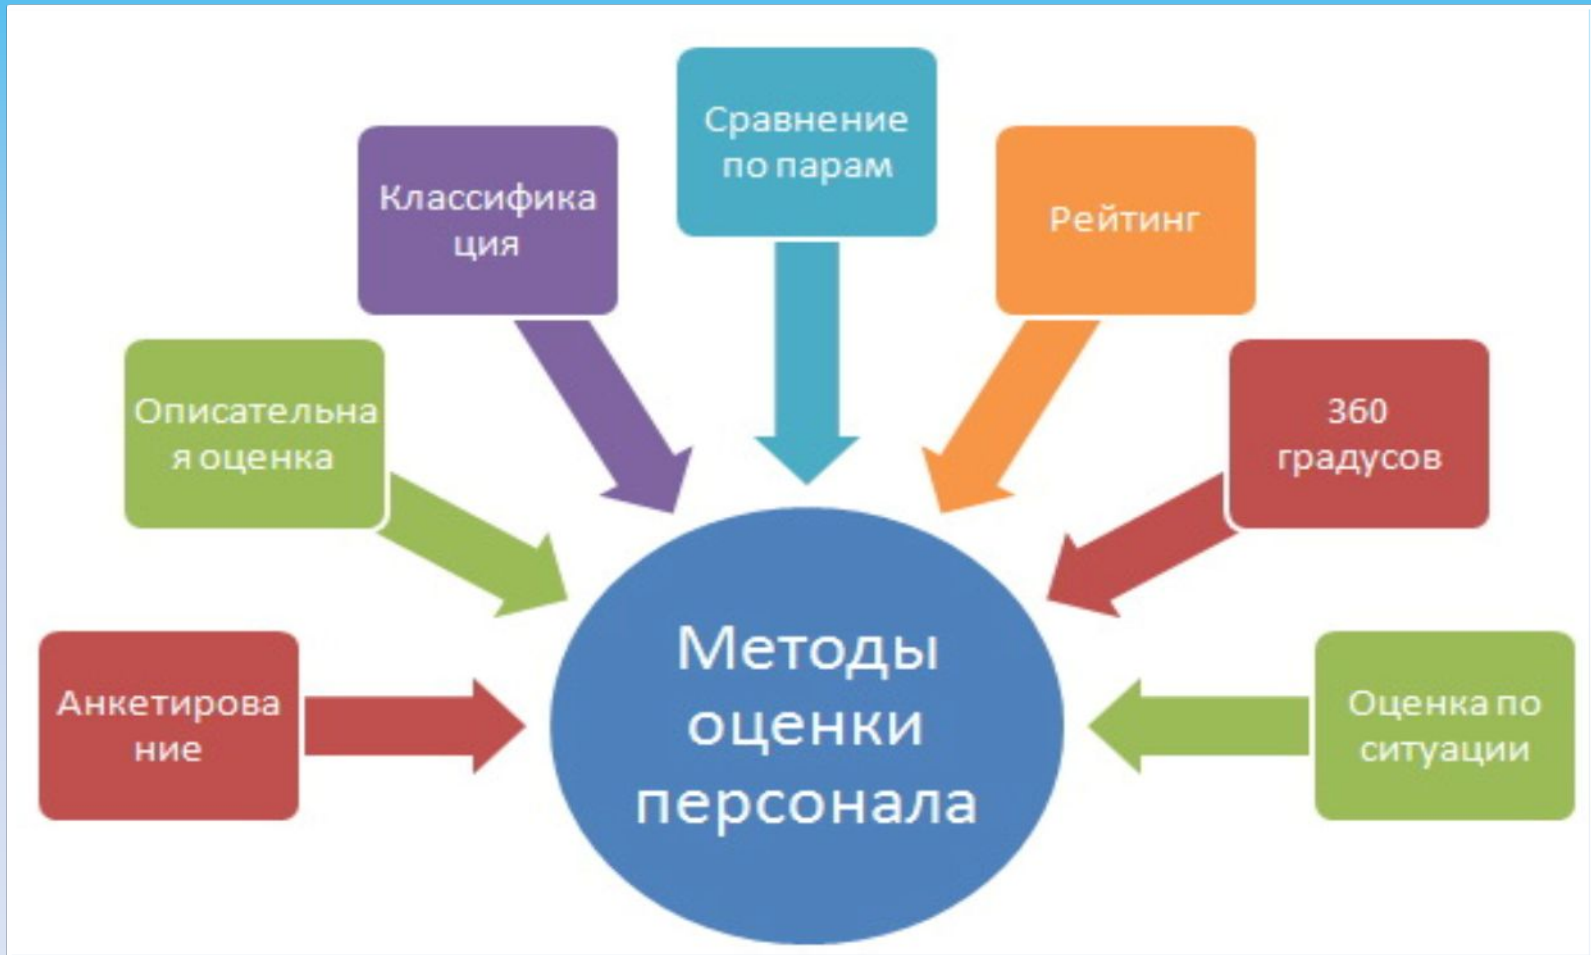 Сравнение
по парам
Классифика
ция
Рейтинг
Описательна
я оценка
360
градусов
Анкетирова
ние
Оценка по
ситуации
Методы
оценки
персонала